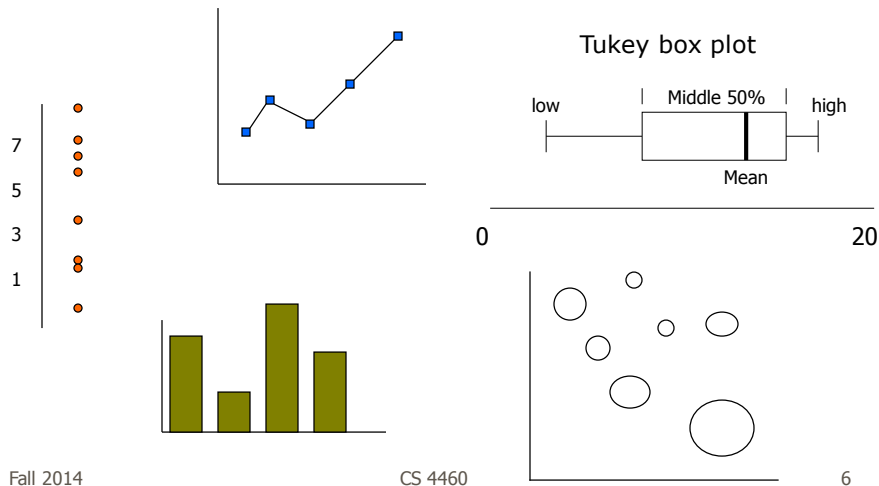 Tukey box plot
low
Middle 50%
high
Mean
0
20
7
5
3
1
Fall 2014
CS 4460
6